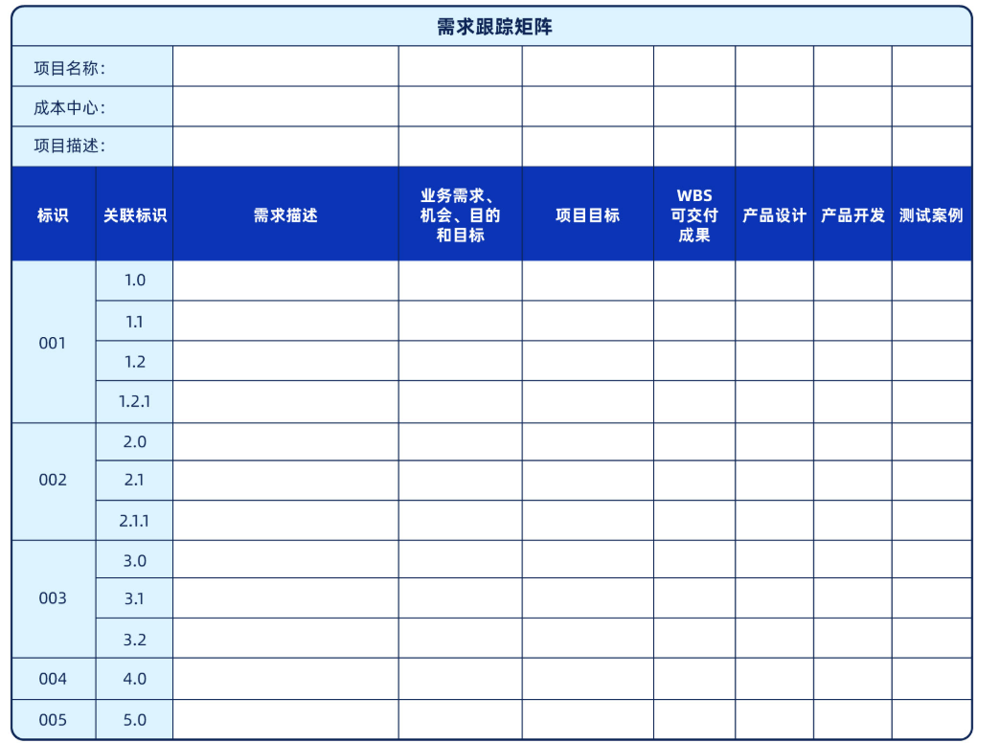 需求跟踪矩阵
项目名称：
成本中心：
项目描述：
标识 关联标识 需求描述 业务需求、 项目目标 WBS 产品设计 产品开发 测试案例
机会、目的 可交付
和目标 成果
001 1.0
1.1
1.2
1.2.1
002 2.0
2.1
2.1.1
003 3.0
3.1
3.2
004 4.0
005 5.0